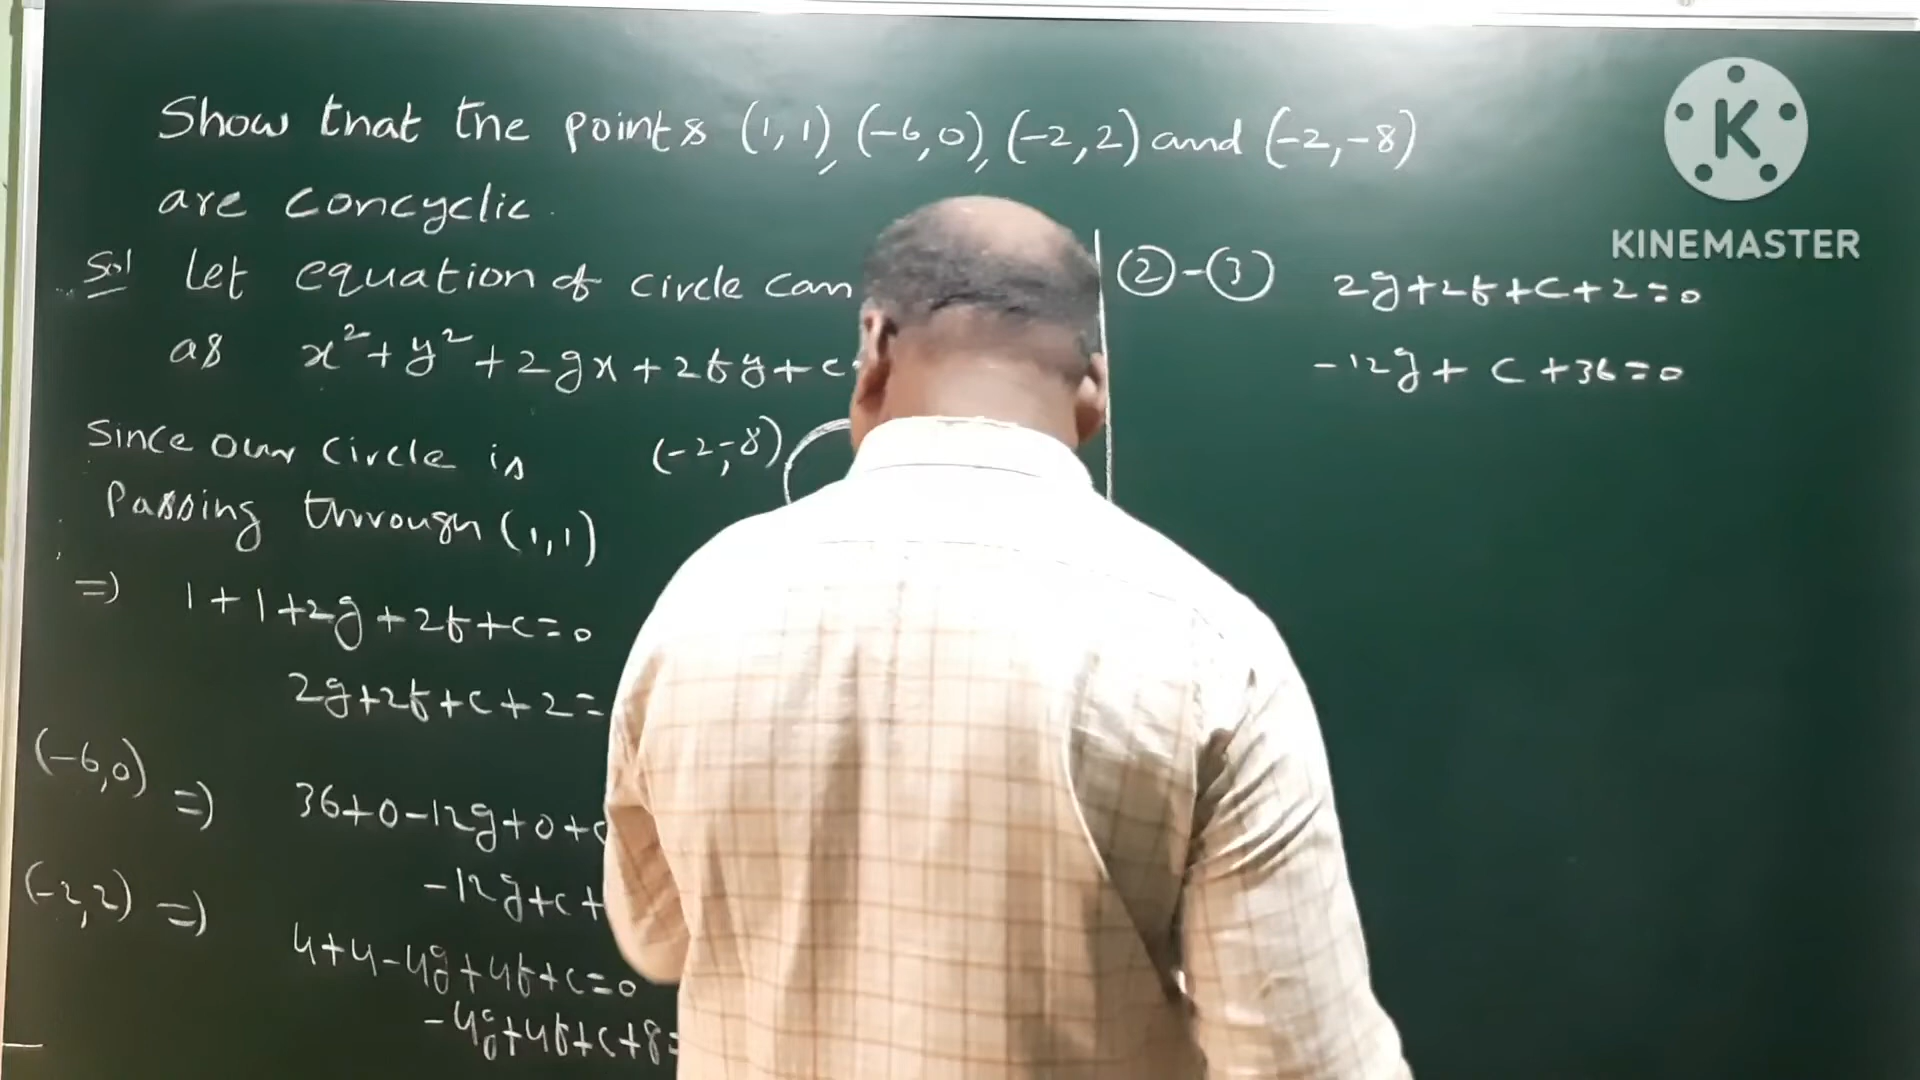 Show that the points (1,1), (-6,0), (-2,2) and (-2,-8)
are concyclic.
Sol Let equation of circle can
as x²+y²+2gx+2fy+c
Since our circle is
passing through (1,1)
(-2,-8)
=> 1+1+2g+2f+c=0
2g+2f+c+2=
(-6,0) => 36+0-12g+0+c
-12g+c+
(-2,2) => 4+4-4g+4f+c=0
-4g+4f+c+8=
②-③ 2g+2f+c+2=0
-12g+c+36=0
K
KINEMASTER